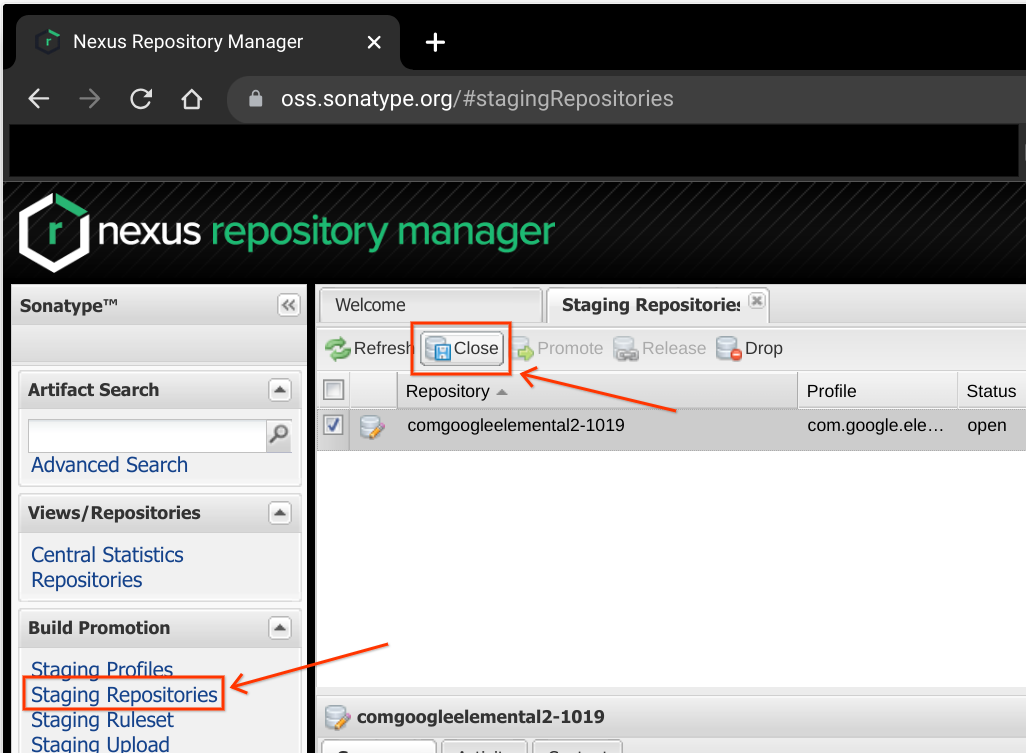 Nexus Repository Manager
oss.sonatype.org/#stagingRepositories
nexus repository manager
Sonatype™
Welcome
Staging Repositories
Refresh Close Promote Release Drop
Artifact Search
Advanced Search
Views/Repositories
Central Statistics
Repositories
Build Promotion
Staging Profiles
Staging Repositories
Staging Ruleset
Staging Upload
Repository Profile Status
comgoogleelemental2-1019 com.google.ele... open
comgoogleelemental2-1019